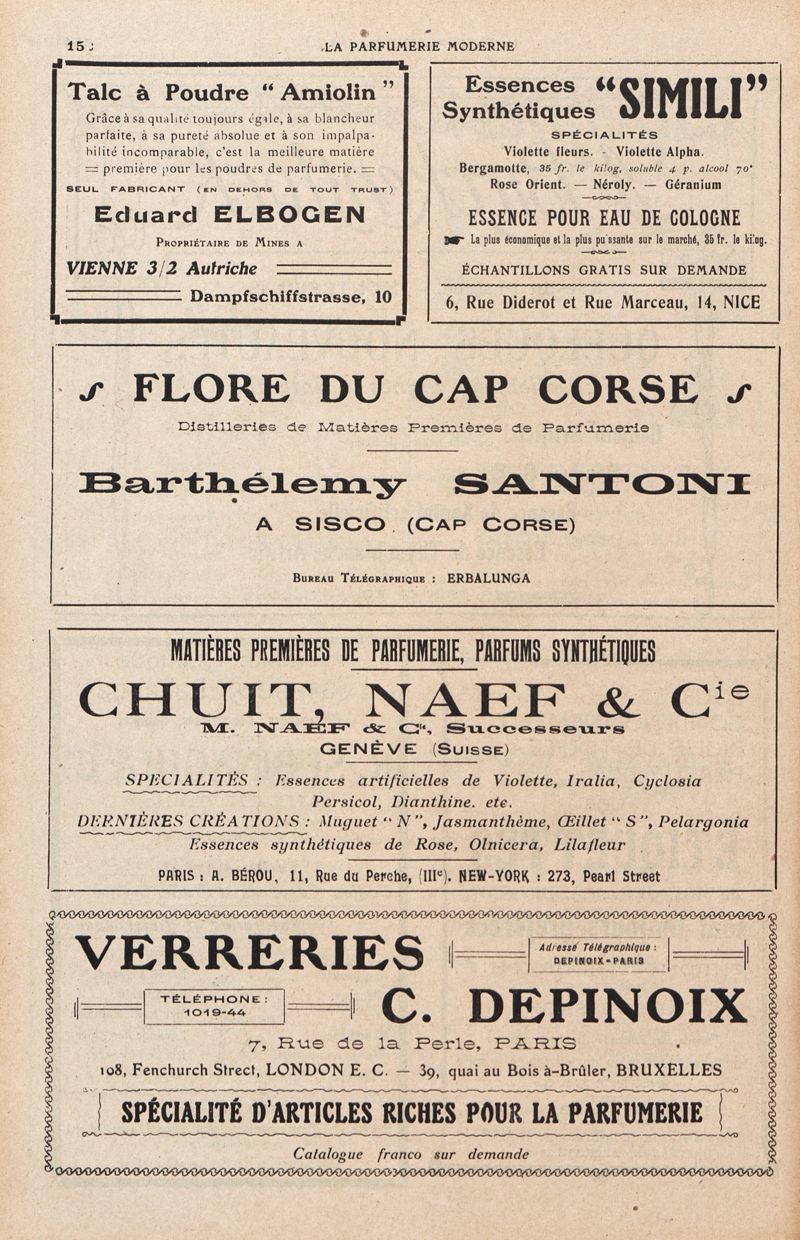 15
LA PARFUMERIE MODERNE
Talc à Poudre “ Amiolin ”
Grâce à sa qualité toujours égale, à sa blancheur
parfaite, à sa pureté absolue et à son impalpa-
bilité incomparable, c'est la meilleure matière
première pour les poudres de parfumerie.
SEUL FABRICANT (EN DEHORS DE TOUT TRUST)
Eduard ELBOGEN
PROPRIÉTAIRE DE MINES A
VIENNE 3/2 Autriche
Dampfschiffstrasse, 10
Essences
Synthétiques “SIMILI”
SPÉCIALITÉS
Violette fleurs. - Violette Alpha.
Bergamotte, 35 fr. le kilog, soluble 4 p. alcool 70°
Rose Orient. — Néroly. — Géranium
ESSENCE POUR EAU DE COLOGNE
La plus économique et la plus puissante sur le marché, 35 fr. le kilog.
ÉCHANTILLONS GRATIS SUR DEMANDE
6, Rue Diderot et Rue Marceau, 14, NICE
FLORE DU CAP CORSE
Distilleries de Matières Premières de Parfumerie
Barthélemy SANTONI
A SISCO (CAP CORSE)
BUREAU TÉLÉGRAPHIQUE : ERBALUNGA
MATIÈRES PREMIÈRES DE PARFUMERIE, PARFUMS SYNTHÉTIQUES
CHUIT, NAEF & Cie
M. NAEF & Cie, Successeurs
GENÈVE (SUISSE)
SPÉCIALITÉS : Essences artificielles de Violette, Iralia, Cyclosia
Persicol, Dianthine. etc.
DERNIÈRES CRÉATIONS : Muguet “ N ”, Jasmanthème, Œillet “ S ”, Pelargonia
Essences synthétiques de Rose, Olnicera, Lilafleur
PARIS : A. BÉROU, 11, Rue du Perche, (IIIe). NEW-YORK : 273, Pearl Street
VERRERIES
Adresse Télégraphique :
DEPINOIX-PARIS
TÉLÉPHONE :
1019-44
C. DEPINOIX
7, Rue de la Perle, PARIS
108, Fenchurch Street, LONDON E. C. — 39, quai au Bois à-Brûler, BRUXELLES
SPÉCIALITÉ D'ARTICLES RICHES POUR LA PARFUMERIE
Catalogue franco sur demande